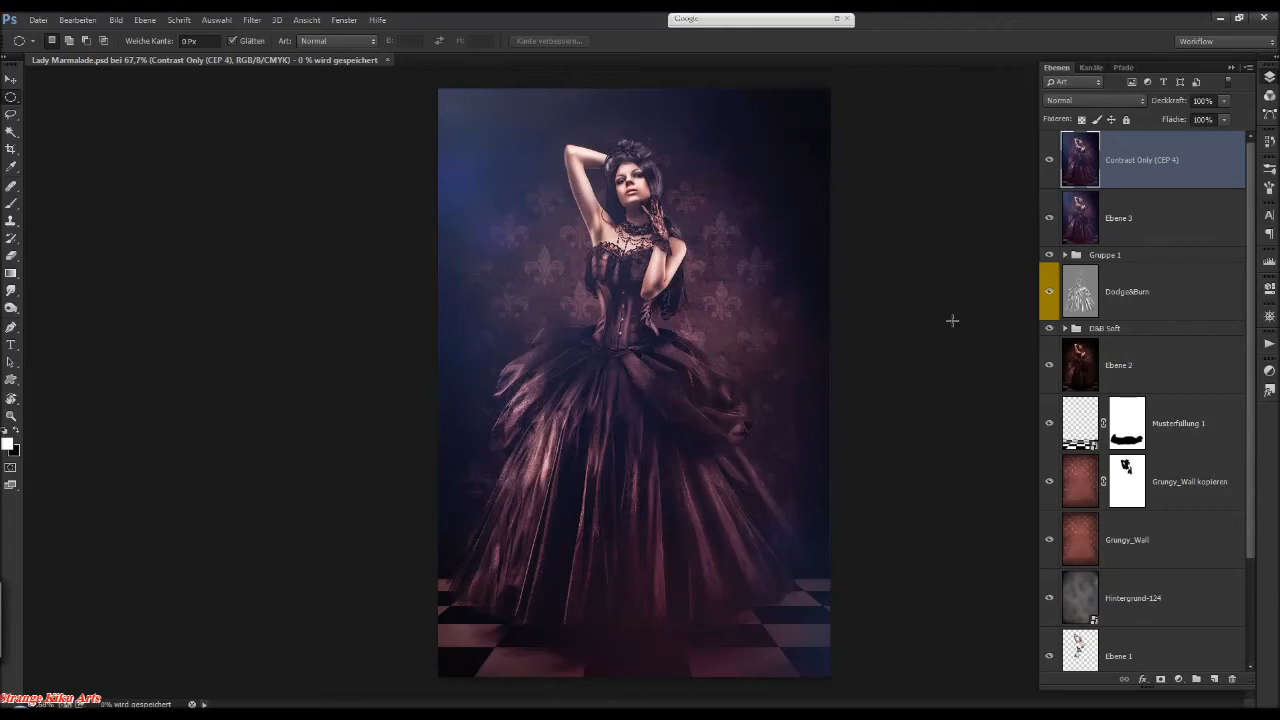 Google
Ps Datei Bearbeiten Bild Ebene Schrift Auswahl Filter 3D Ansicht Fenster Hilfe
Weiche Kante: 0 Px Glätten Art: Normal B: H: Kante verbessern... Workflow
Lady Marmalade.psd bei 67,7% (Contrast Only (CEP 4), RGB/8/CMYK) - 0 % wird gespeichert ×
Ebenen Kanäle Pfade
Art
Normal Deckkraft: 100%
Fixieren: Fläche: 100%
Contrast Only (CEP 4)
Ebene 3
Gruppe 1
Dodge&Burn
D&B Soft
Ebene 2
Musterfüllung 1
Grungy_Wall kopieren
Grungy_Wall
Hintergrund-124
Ebene 1
Strange Kiku Arts
0% wird gespeichert